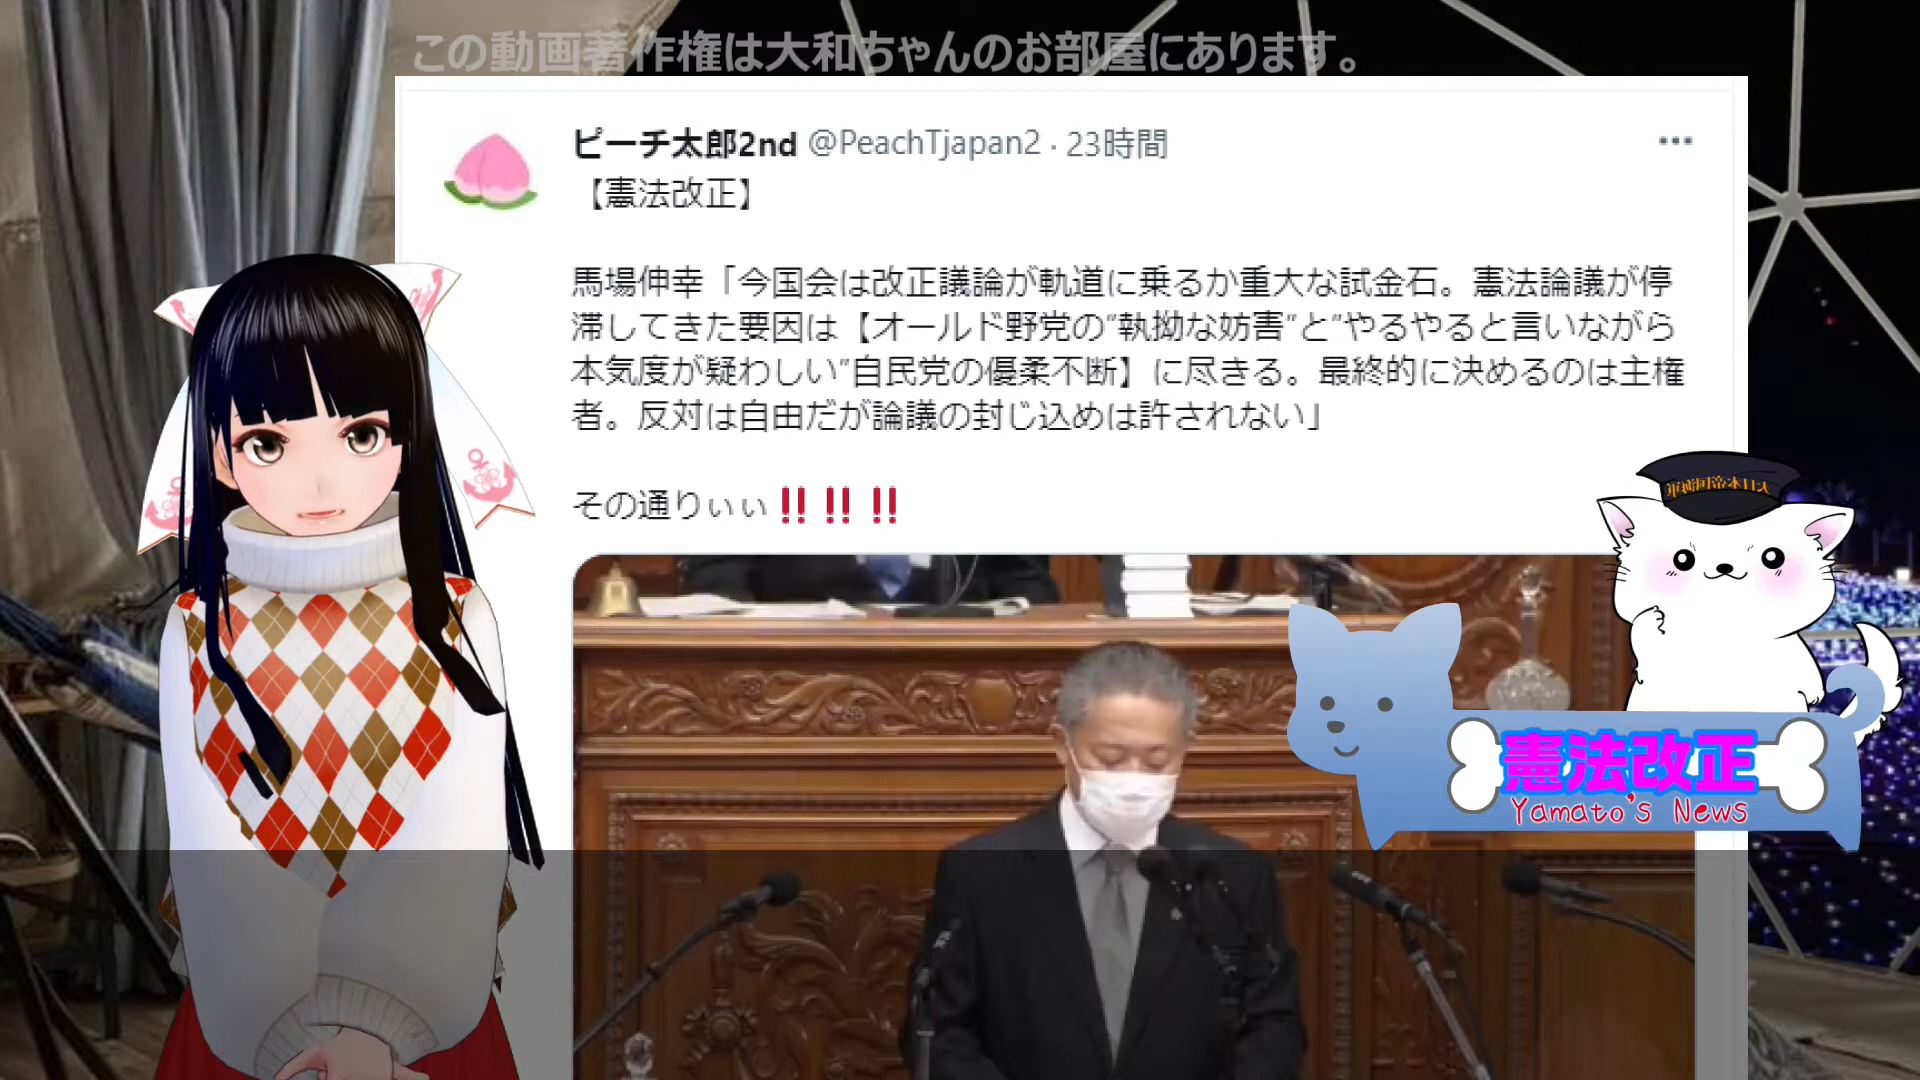 この動画著作権は大和ちゃんのお部屋にあります。
ピーチ太郎2nd @PeachTjapan2 · 23時間
【憲法改正】
馬場伸幸「今国会は改正議論が軌道に乗るか重大な試金石。憲法論議が停
滞してきた要因は【オールド野党の”執拗な妨害”と”やるやると言いながら
本気度が疑わしい”自民党の優柔不断】に尽きる。最終的に決めるのは主権
者。反対は自由だが論議の封じ込めは許されない」
その通りぃぃ‼️‼️‼️
大日本帝国海軍
憲法改正
Yamato's News